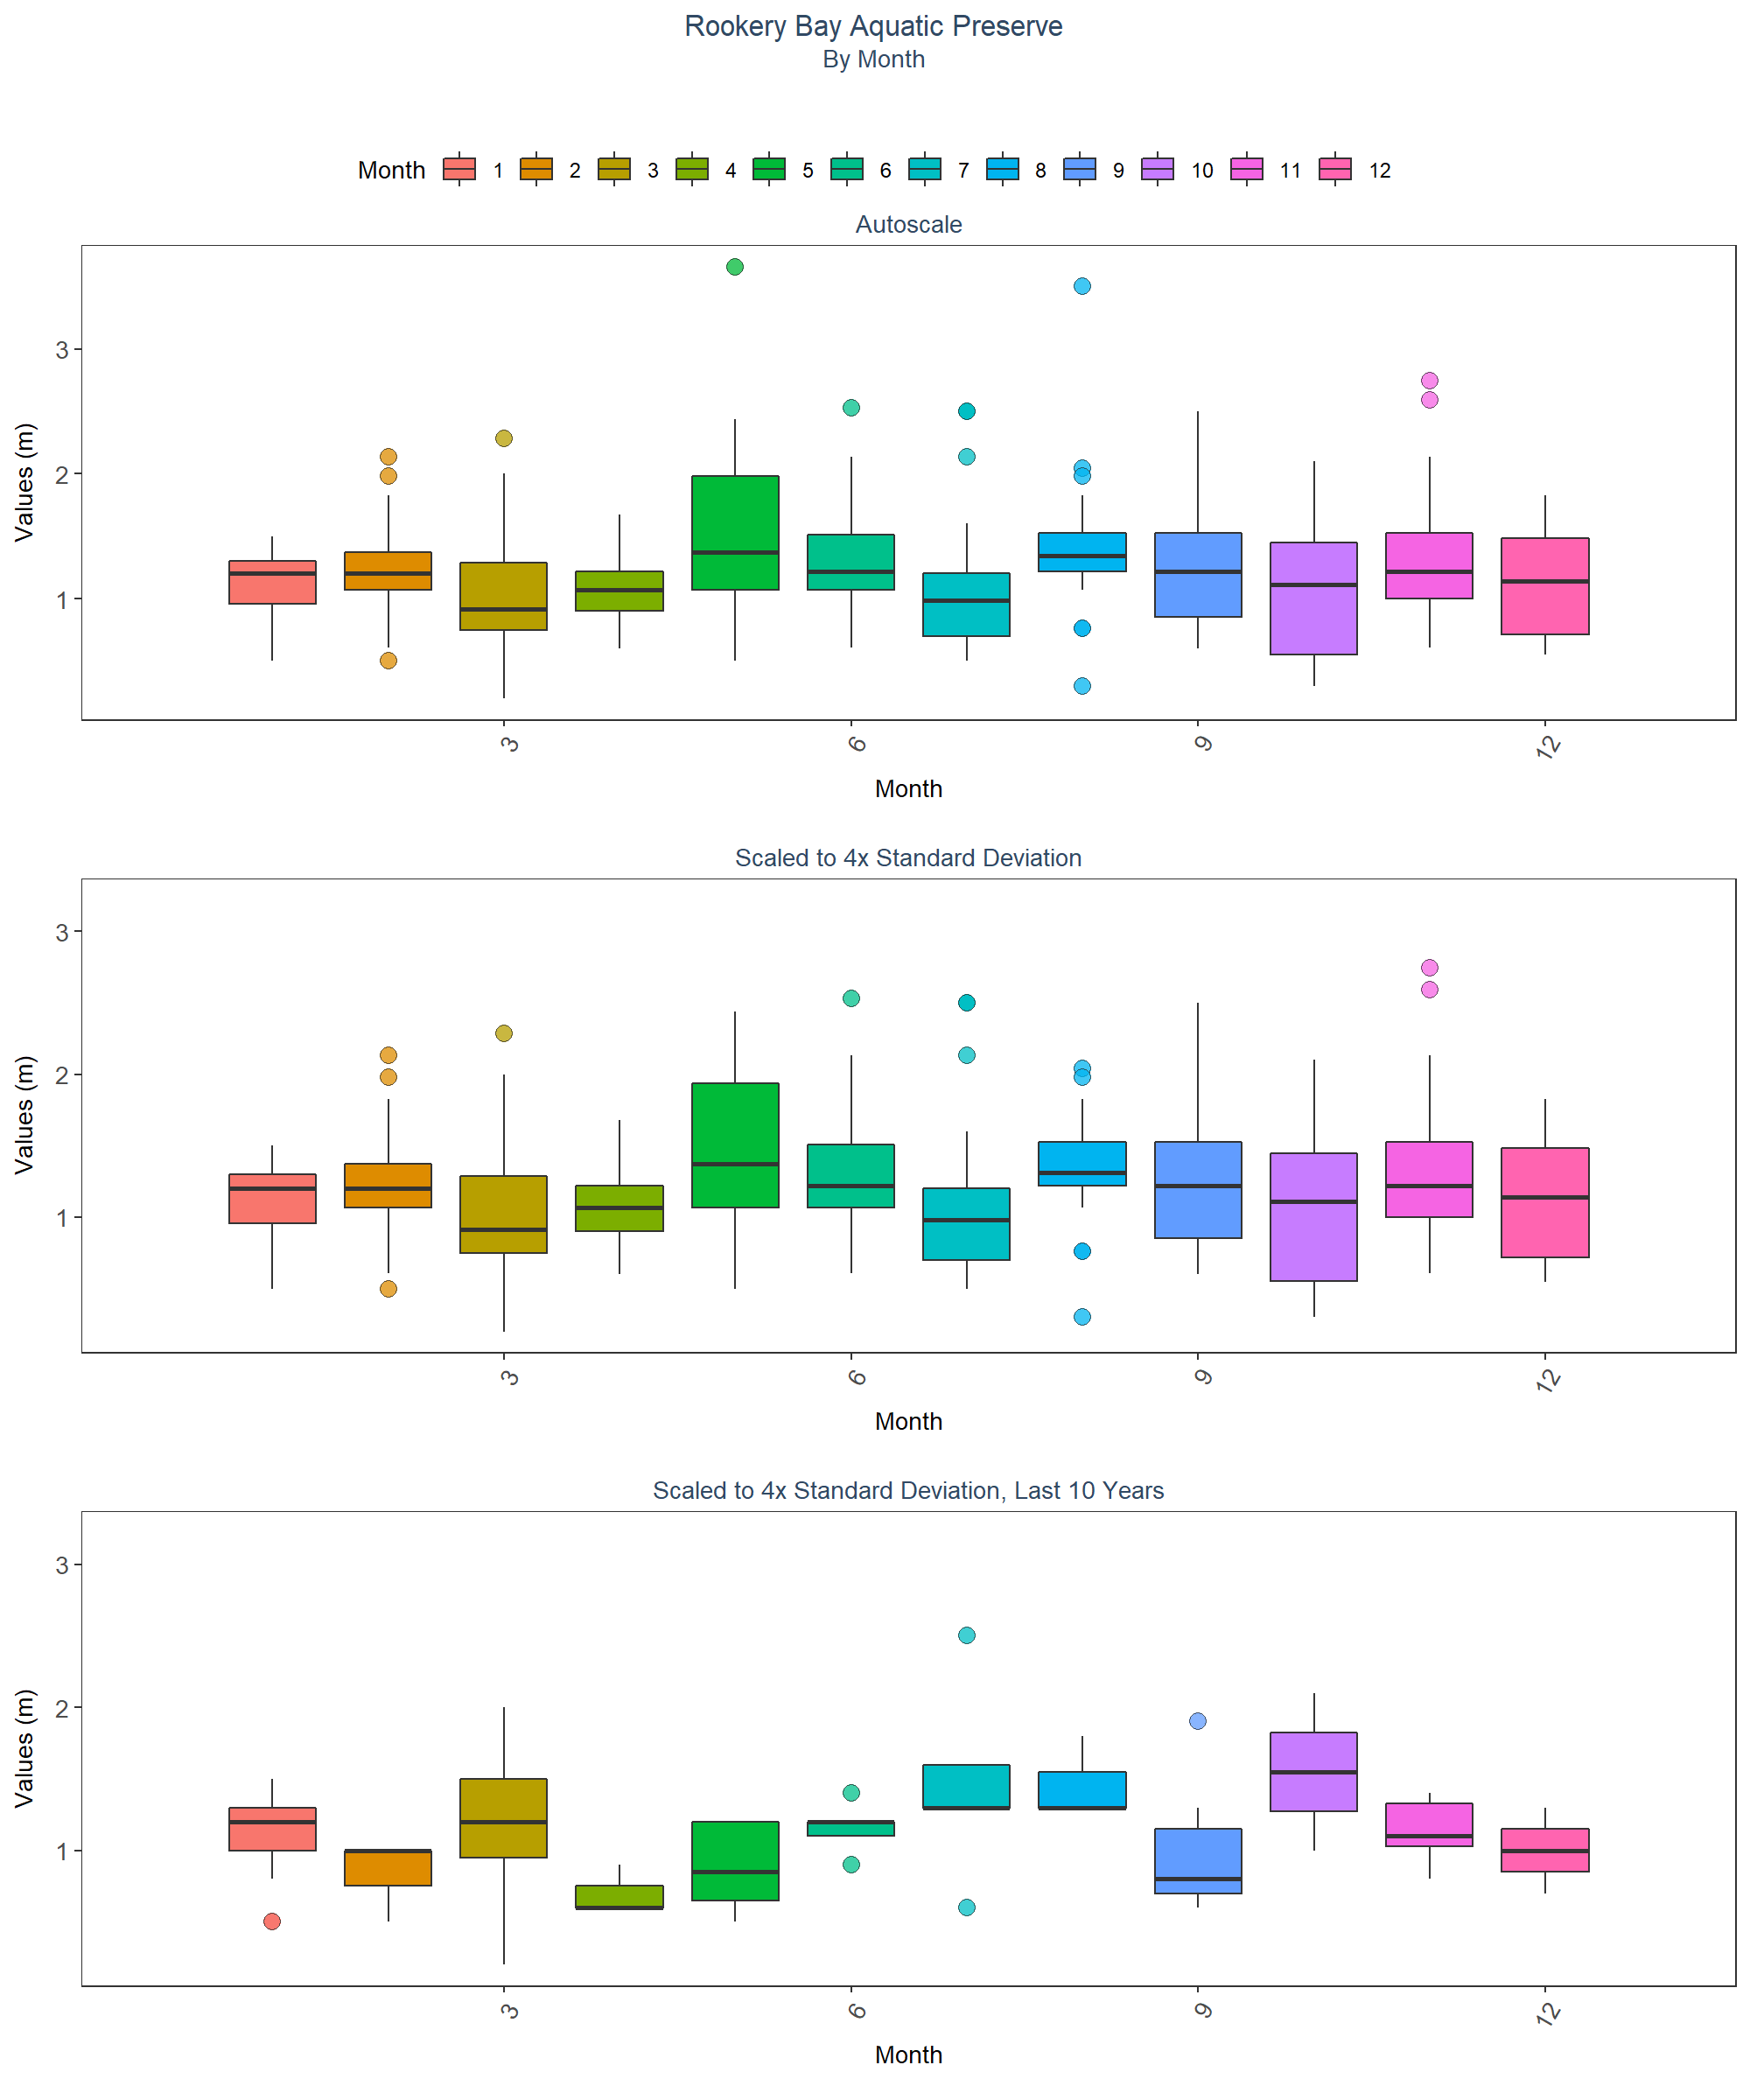 Rookery Bay Aquatic Preserve
By Month
Month 1 2 3 4 5 6 7 8 9 10 11 12
Autoscale
Values (m)
3
2
1
3 6 9 12
Month
Scaled to 4x Standard Deviation
Values (m)
3
2
1
3 6 9 12
Month
Scaled to 4x Standard Deviation, Last 10 Years
Values (m)
3
2
1
3 6 9 12
Month